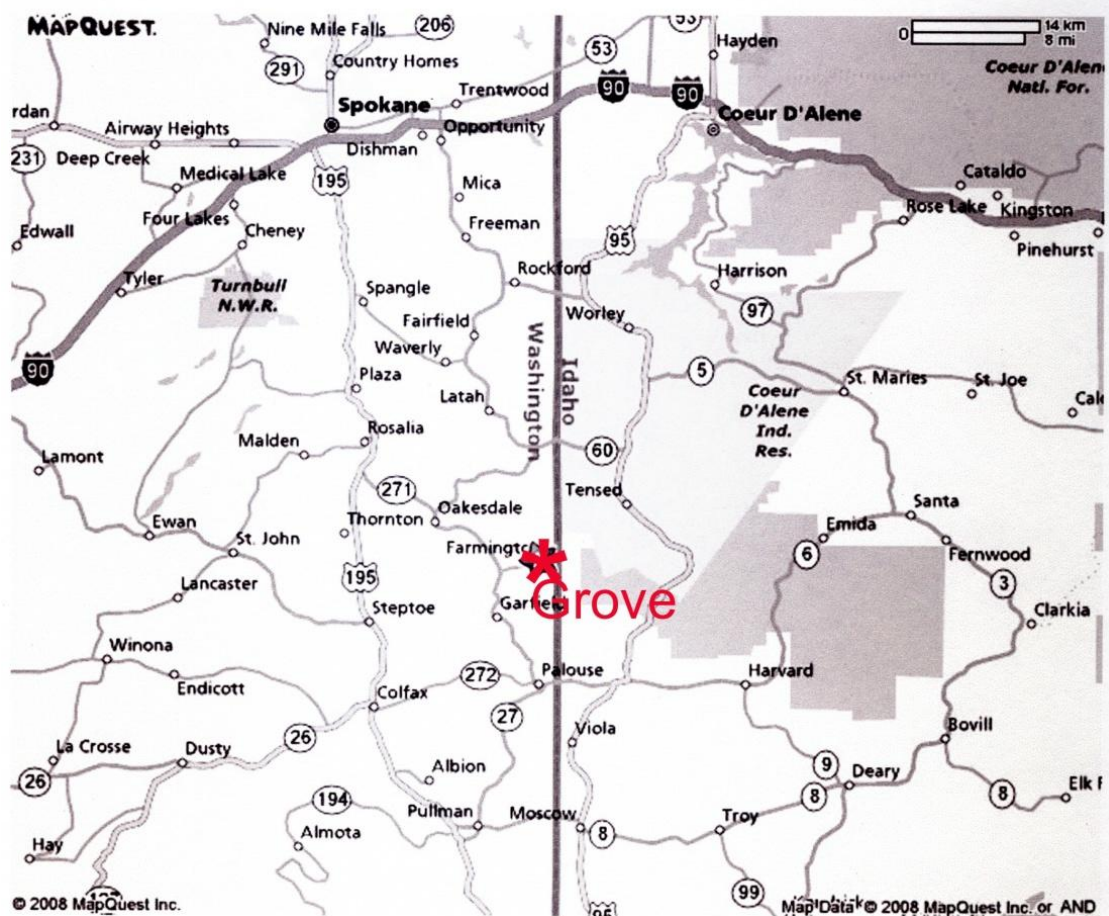 MAPQUEST.
Nine Mile Falls
206
53
53
14 km
0
8 mi
Hayden
291
Country Homes
Coeur D'Alene
Natl. For.
90
90
Trentwood
Spokane
Coeur D'Alene
rdan
Airway Heights
Opportunity
Dishman
231
Deep Creek
195
Medical Lake
Mica
Cataldo
Four Lakes
Freeman
Rose Lake
Kingston
Edwall
Cheney
95
Pinehurst
Tyler
Turnbull
N.W.R.
Rockford
Harrison
Spangle
97
Fairfield
Worley
Waverly
Washington
Idaho
90
Plaza
5
St. Maries
St. Joe
Latah
Coeur
D'Alene
Ind.
Res.
Cal
Malden
Rosalia
60
Lamont
271
Tensed
Oakesdale
Santa
Ewan
Thornton
Emida
St. John
Farmingto
6
Fernwood
195
3
Lancaster
*
Grove
Garfield
Steptoe
Clarkia
Winona
272
Palouse
Harvard
Endicott
Colfax
27
Viola
Bovill
26
La Crosse
Dusty
26
Albion
9
Deary
8
8
Elk F
194
Pullman
Moscow
8
Troy
Almota
Hay
99
95
© 2008 MapQuest Inc.
Map Data © 2008 MapQuest Inc. or AND